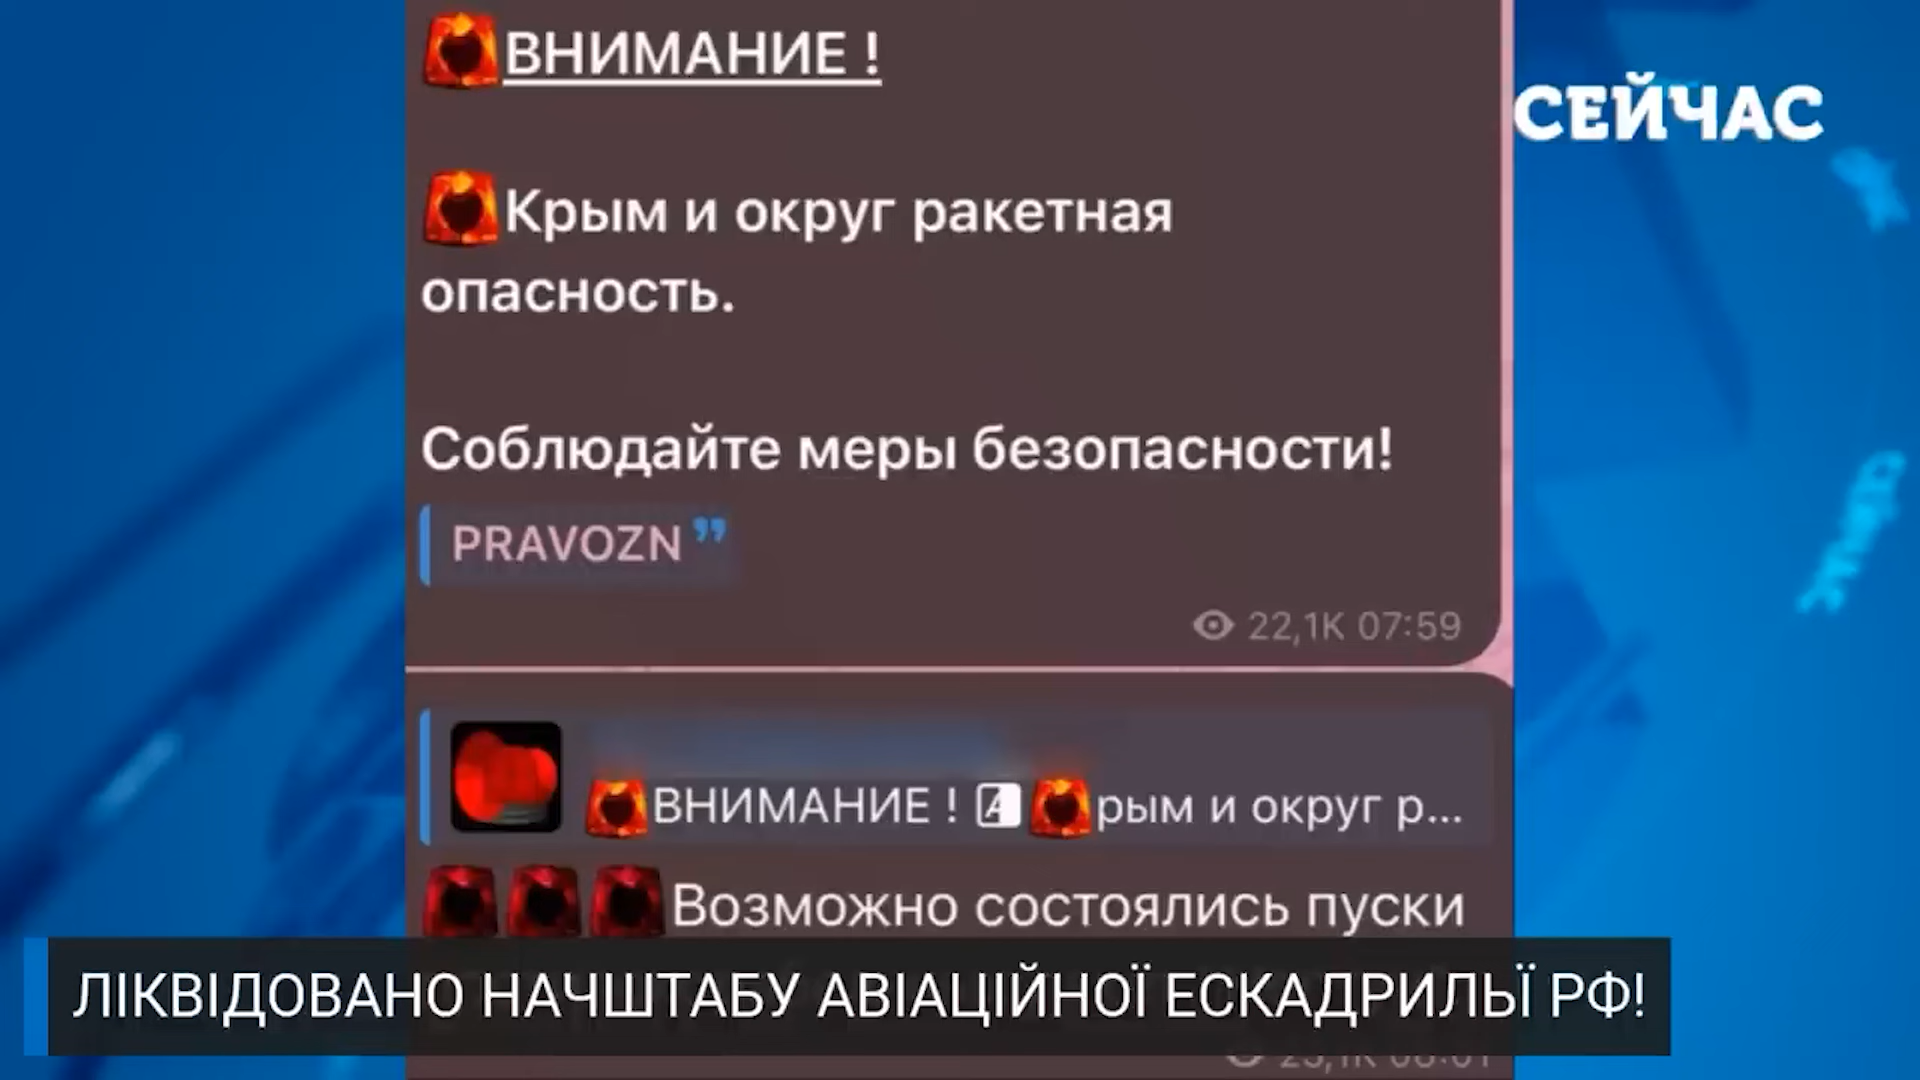 ВНИМАНИЕ !
СЕЙЧАС
Крым и округ ракетная
опасность.
Соблюдайте меры безопасности!
PRAVOZN
22,1K 07:59
ВНИМАНИЕ ! рым и округ р...
Возможно состоялись пуски
ЛІКВІДОВАНО НАЧШТАБУ АВІАЦІЙНОЇ ЕСКАДРИЛЬЇ РФ!